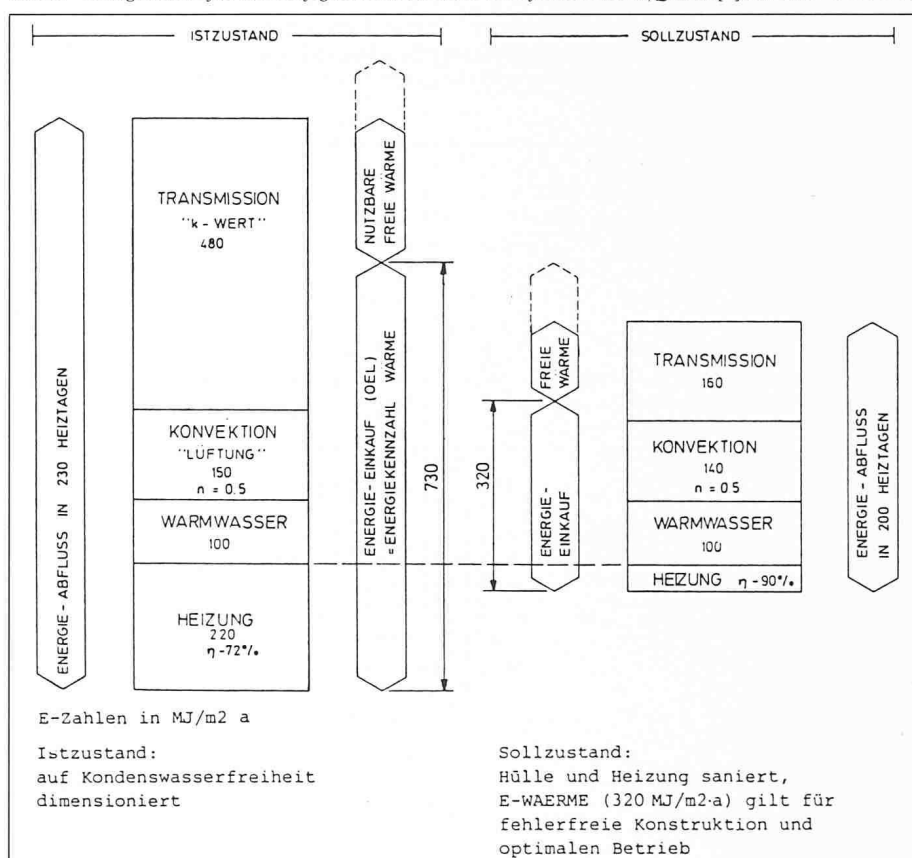 ISTZUSTAND
SOLLZUSTAND
ENERGIE-ABFLUSS IN 230 HEIZTAGEN
TRANSMISSION
"k-WERT"
480
KONVEKTION
"LÜFTUNG"
150
n = 0.5
WARMWASSER
100
HEIZUNG
220
η-72%
NUTZBARE
FREIE WÄRME
ENERGIE-EINKAUF (OEL)
=ENERGIEKENNZAHL WÄRME
730
320
FREIE
WÄRME
ENERGIE-
EINKAUF
TRANSMISSION
160
KONVEKTION
140
n = 05
WARMWASSER
100
HEIZUNG η-90%
ENERGIE-ABFLUSS
IN 200 HEIZTAGEN
E-Zahlen in MJ/m2 a
Istzustand:
auf Kondenswasserfreiheit
dimensioniert
Sollzustand:
Hülle und Heizung saniert,
E-WAERME (320 MJ/m2·a) gilt für
fehlerfreie Konstruktion und
optimalen Betrieb